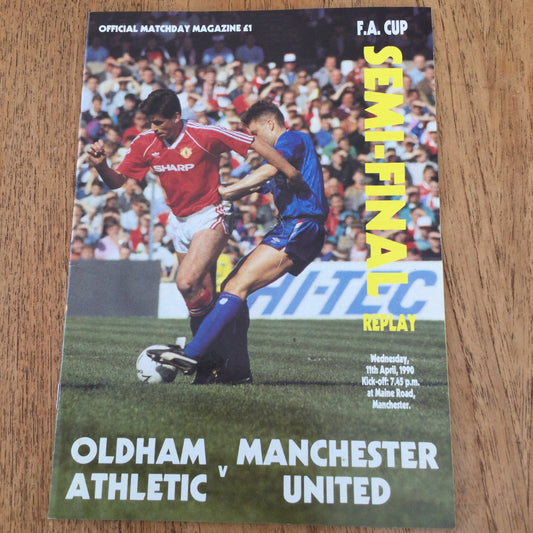 OFFICIAL MATCHDAY MAGAZINE £1
F.A. CUP
SEMI-FINAL
REPLAY
SHARP
HI-TEC
Wednesday,
11th April, 1990
Kick-off: 7.45 p.m.
at Maine Road,
Manchester.
OLDHAM
ATHLETIC
v
MANCHESTER
UNITED